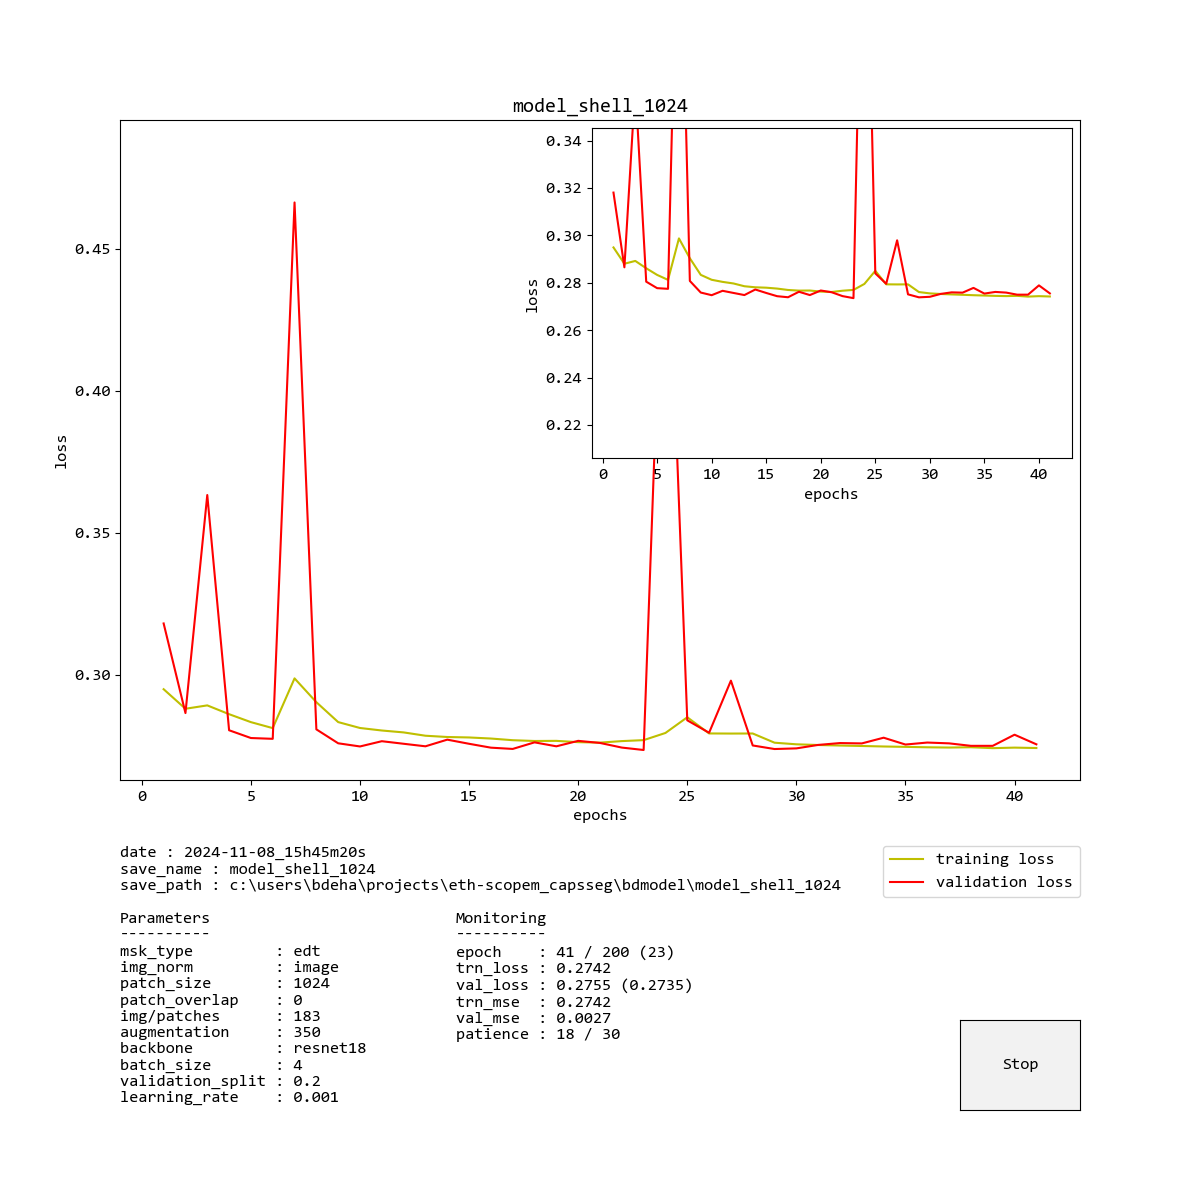 model_shell_1024
0.45
0.40
0.35
0.30
loss
0.34
0.32
0.30
0.28
0.26
0.24
0.22
loss
0 5 10 15 20 25 30 35 40
epochs
0 5 10 15 20 25 30 35 40
epochs
date : 2024-11-08_15h45m20s
save_name : model_shell_1024
save_path : c:\users\bdeha\projects\eth-scopem_capsseg\bdmodel\model_shell_1024
training loss
validation loss
Parameters
----------
msk_type : edt
img_norm : image
patch_size : 1024
patch_overlap : 0
img/patches : 183
augmentation : 350
backbone : resnet18
batch_size : 4
validation_split : 0.2
learning_rate : 0.001
Monitoring
----------
epoch : 41 / 200 (23)
trn_loss : 0.2742
val_loss : 0.2755 (0.2735)
trn_mse : 0.2742
val_mse : 0.0027
patience : 18 / 30
Stop